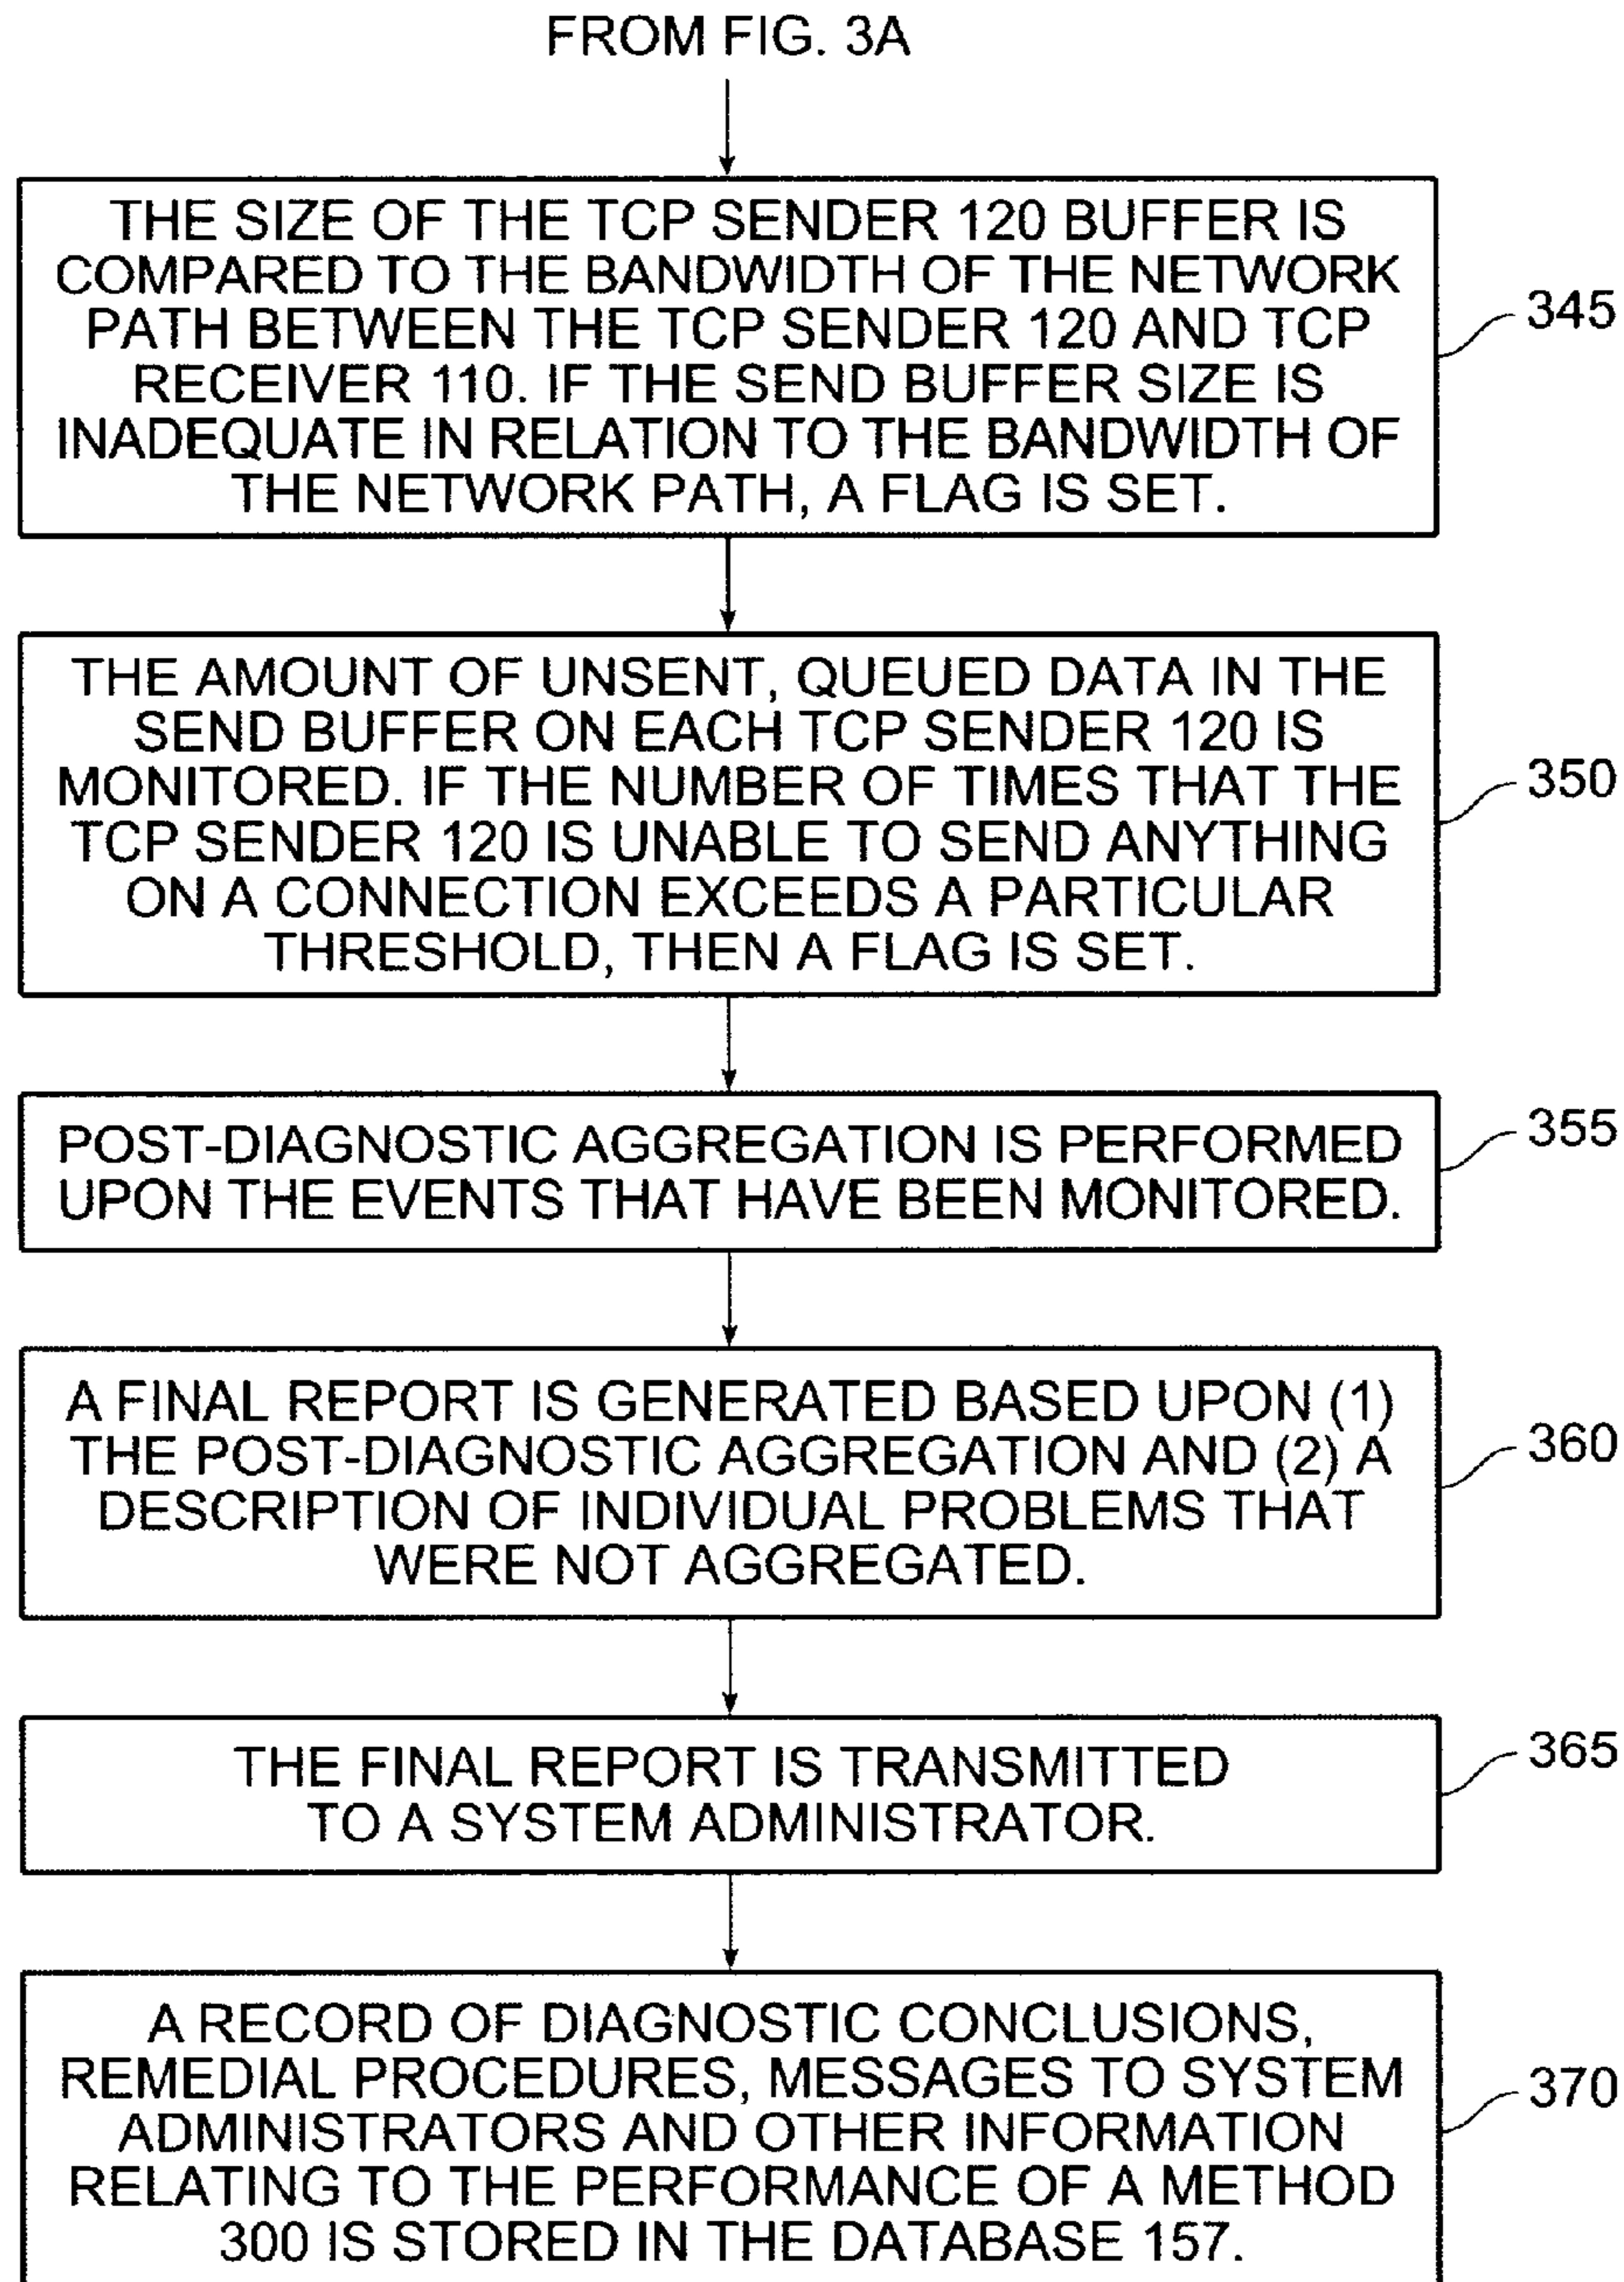 FROM FIG. 3A
THE SIZE OF THE TCP SENDER 120 BUFFER IS
COMPARED TO THE BANDWIDTH OF THE NETWORK
PATH BETWEEN THE TCP SENDER 120 AND TCP
RECEIVER 110. IF THE SEND BUFFER SIZE IS
INADEQUATE IN RELATION TO THE BANDWIDTH OF
THE NETWORK PATH, A FLAG IS SET.
345
THE AMOUNT OF UNSENT, QUEUED DATA IN THE
SEND BUFFER ON EACH TCP SENDER 120 IS
MONITORED. IF THE NUMBER OF TIMES THAT THE
TCP SENDER 120 IS UNABLE TO SEND ANYTHING
ON A CONNECTION EXCEEDS A PARTICULAR
THRESHOLD, THEN A FLAG IS SET.
350
POST-DIAGNOSTIC AGGREGATION IS PERFORMED
UPON THE EVENTS THAT HAVE BEEN MONITORED.
355
A FINAL REPORT IS GENERATED BASED UPON (1)
THE POST-DIAGNOSTIC AGGREGATION AND (2) A
DESCRIPTION OF INDIVIDUAL PROBLEMS THAT
WERE NOT AGGREGATED.
360
THE FINAL REPORT IS TRANSMITTED
TO A SYSTEM ADMINISTRATOR.
365
A RECORD OF DIAGNOSTIC CONCLUSIONS,
REMEDIAL PROCEDURES, MESSAGES TO SYSTEM
ADMINISTRATORS AND OTHER INFORMATION
RELATING TO THE PERFORMANCE OF A METHOD
300 IS STORED IN THE DATABASE 157.
370